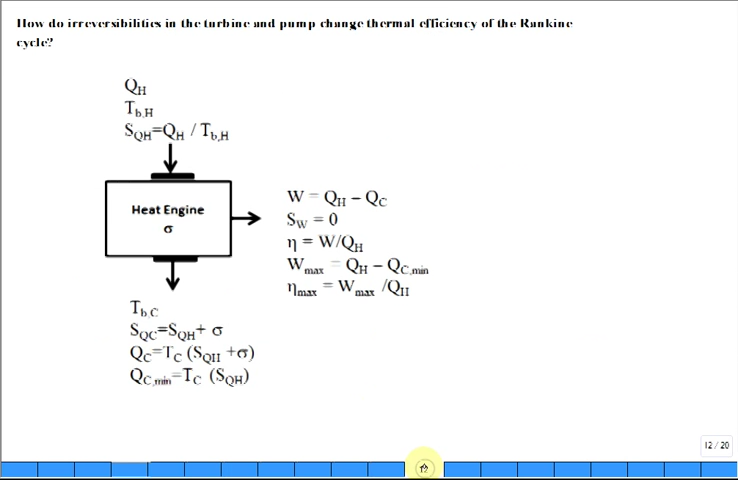 How do irreversibilities in the turbine and pump change thermal efficiency of the Rankine
cycle?
QH
Tb,H
SQH=QH / Tb,H
Heat Engine
σ
W = QH – QC
SW = 0
η = W/QH
Wmax = QH – QC,min
ηmax = Wmax /QH
Tb,C
SQC=SQH+ σ
QC=TC (SQH +σ)
QC,min=TC (SQH)
12 / 20
12